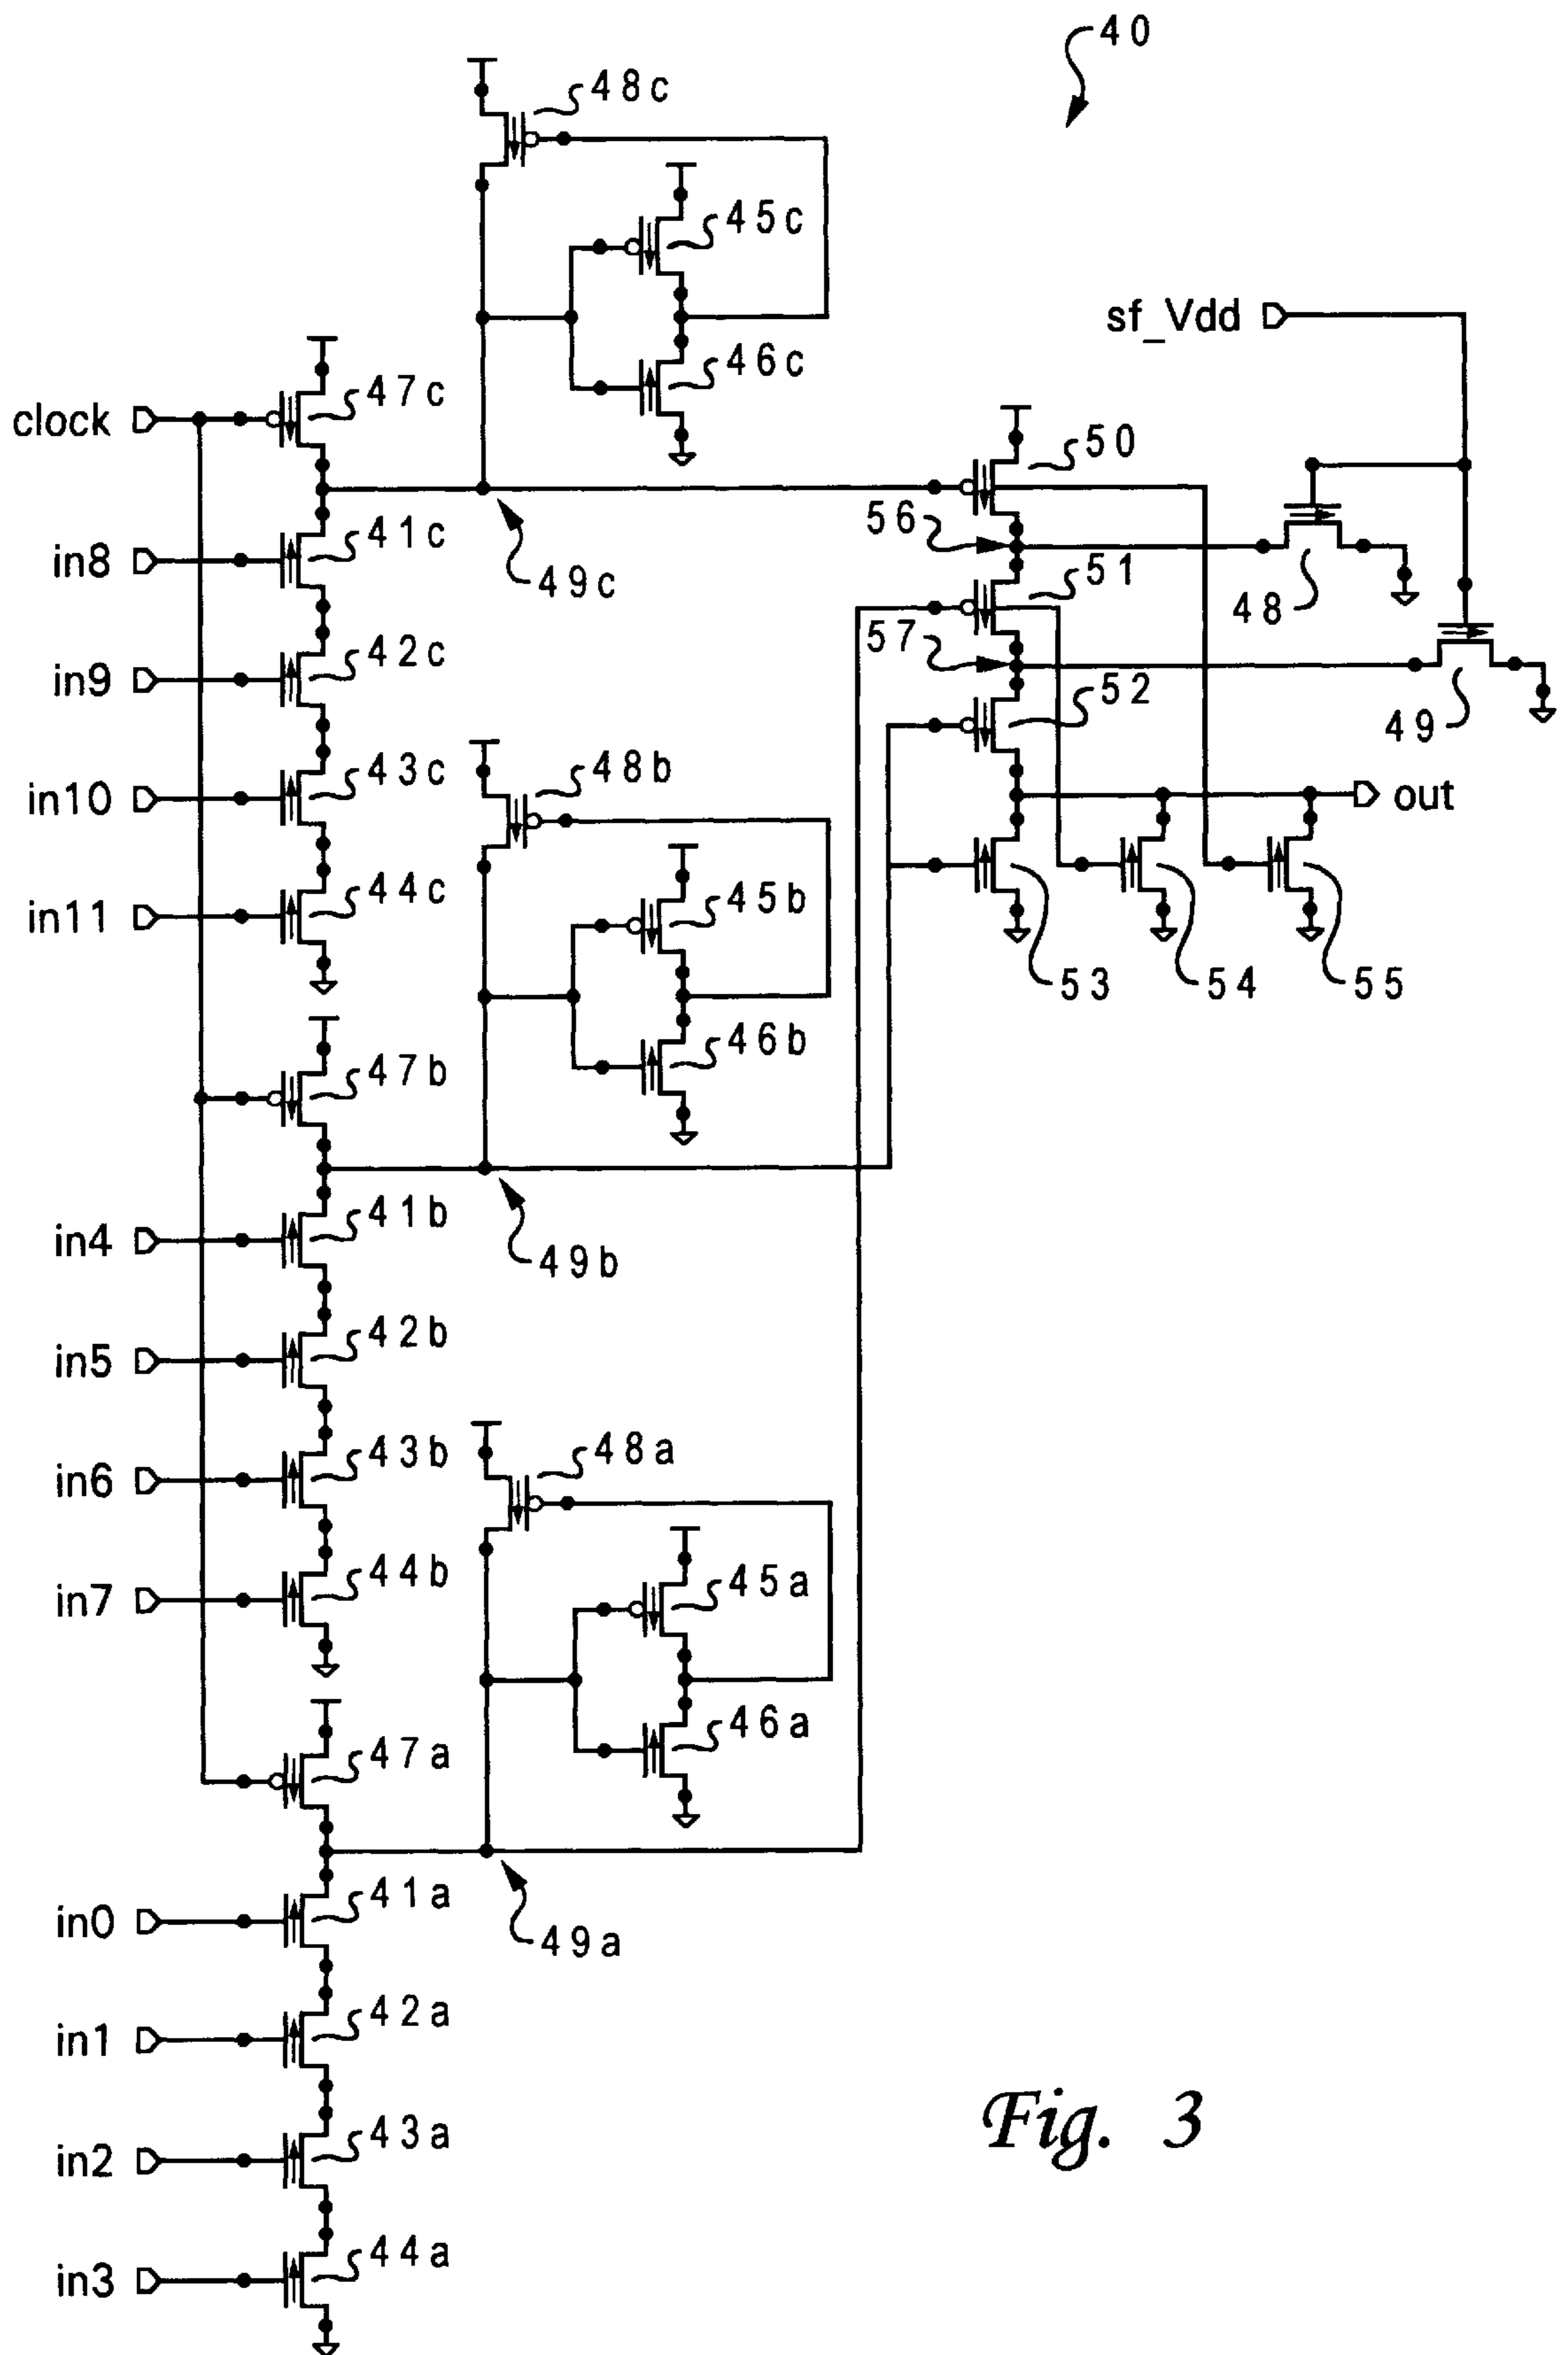 40
48c
45c
sf_Vdd
46c
clock
47c
50
56
in8
41c
51
49c
48
57
in9
42c
52
49
48b
in10
43c
out
45b
in11
44c
53
54
55
46b
47b
in4
41b
49b
in5
42b
48a
in6
43b
45a
in7
44b
46a
47a
in0
41a
49a
in1
42a
Fig. 3
in2
43a
in3
44a